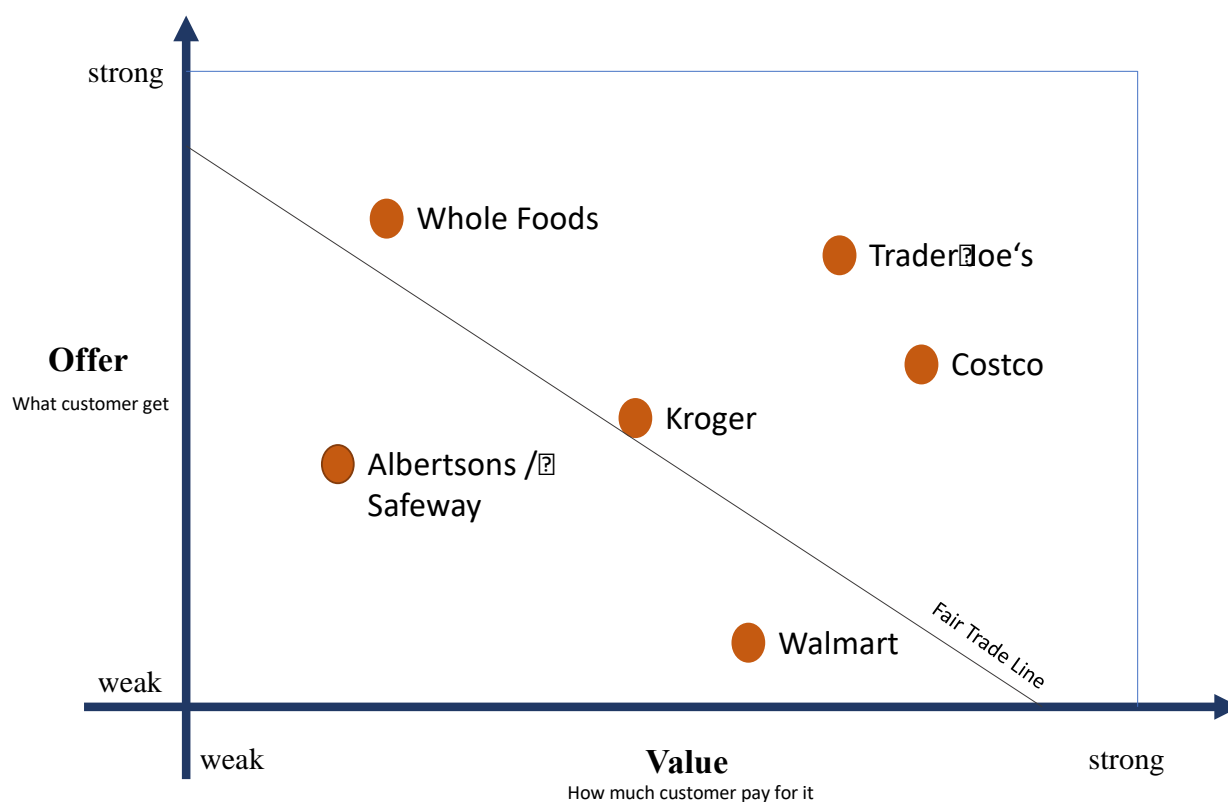 strong
Whole Foods
Trader�Joe‘s
Offer
What customer get
Costco
Kroger
Albertsons /�
Safeway
Fair Trade Line
Walmart
weak
weak
Value
strong
How much customer pay for it